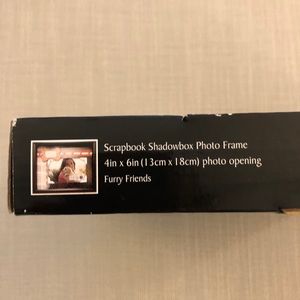 Scrapbook Shadowbox Photo Frame
4in x 6in (13cm x 18cm) photo opening
Furry Friends